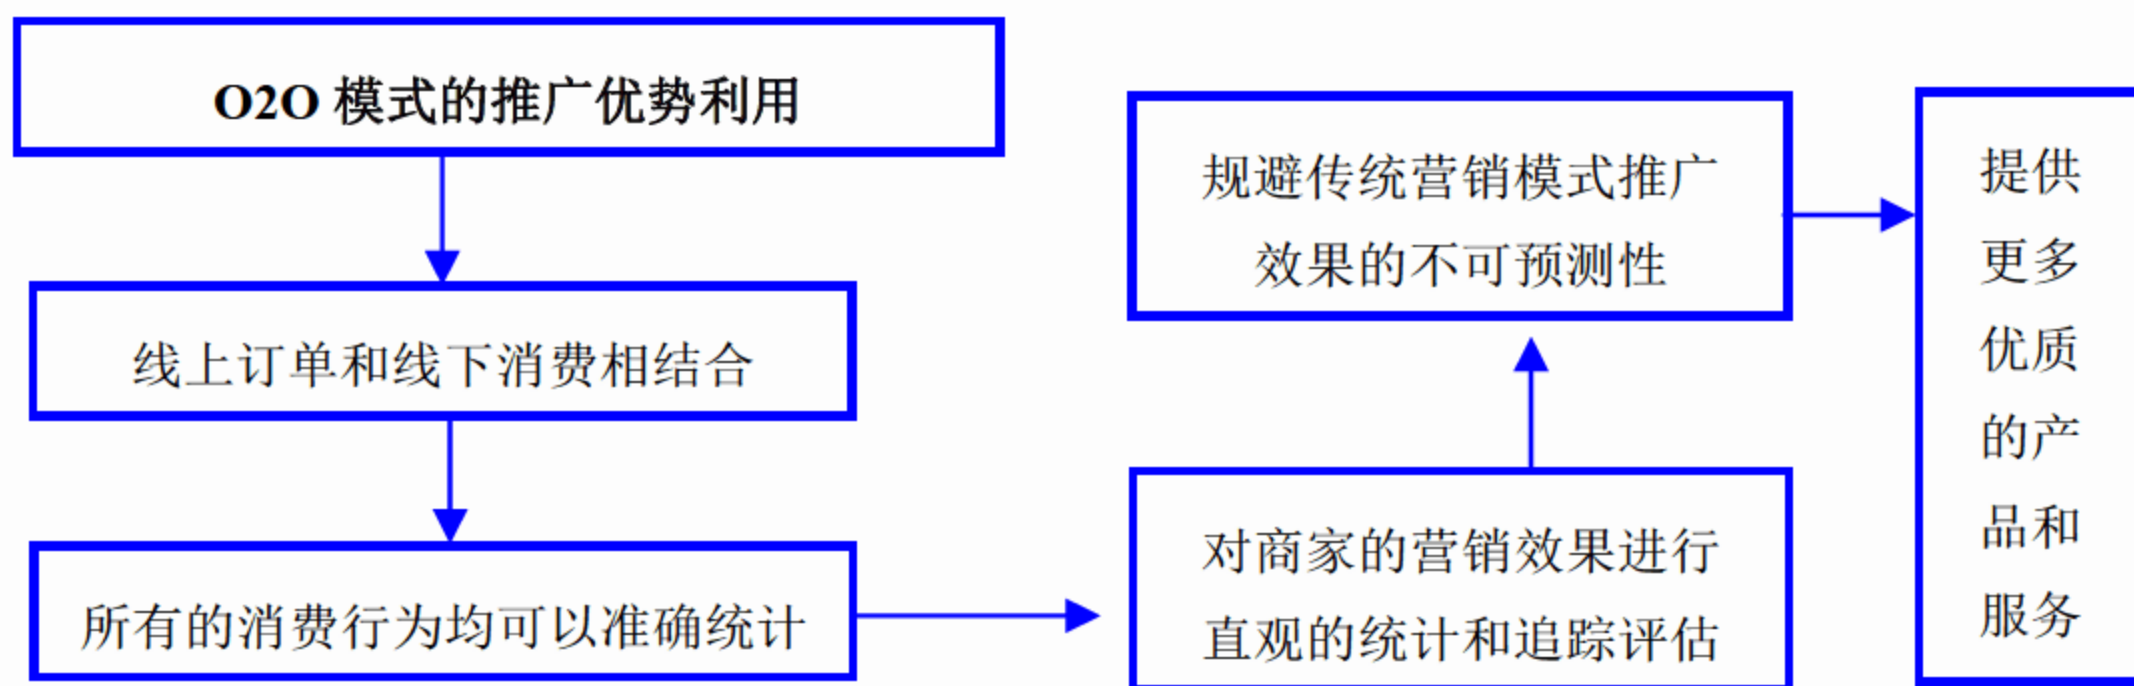 O2O 模式的推广优势利用
线上订单和线下消费相结合
所有的消费行为均可以准确统计
对商家的营销效果进行
直观的统计和追踪评估
规避传统营销模式推广
效果的不可预测性
提供
更多
优质
的产
品和
服务